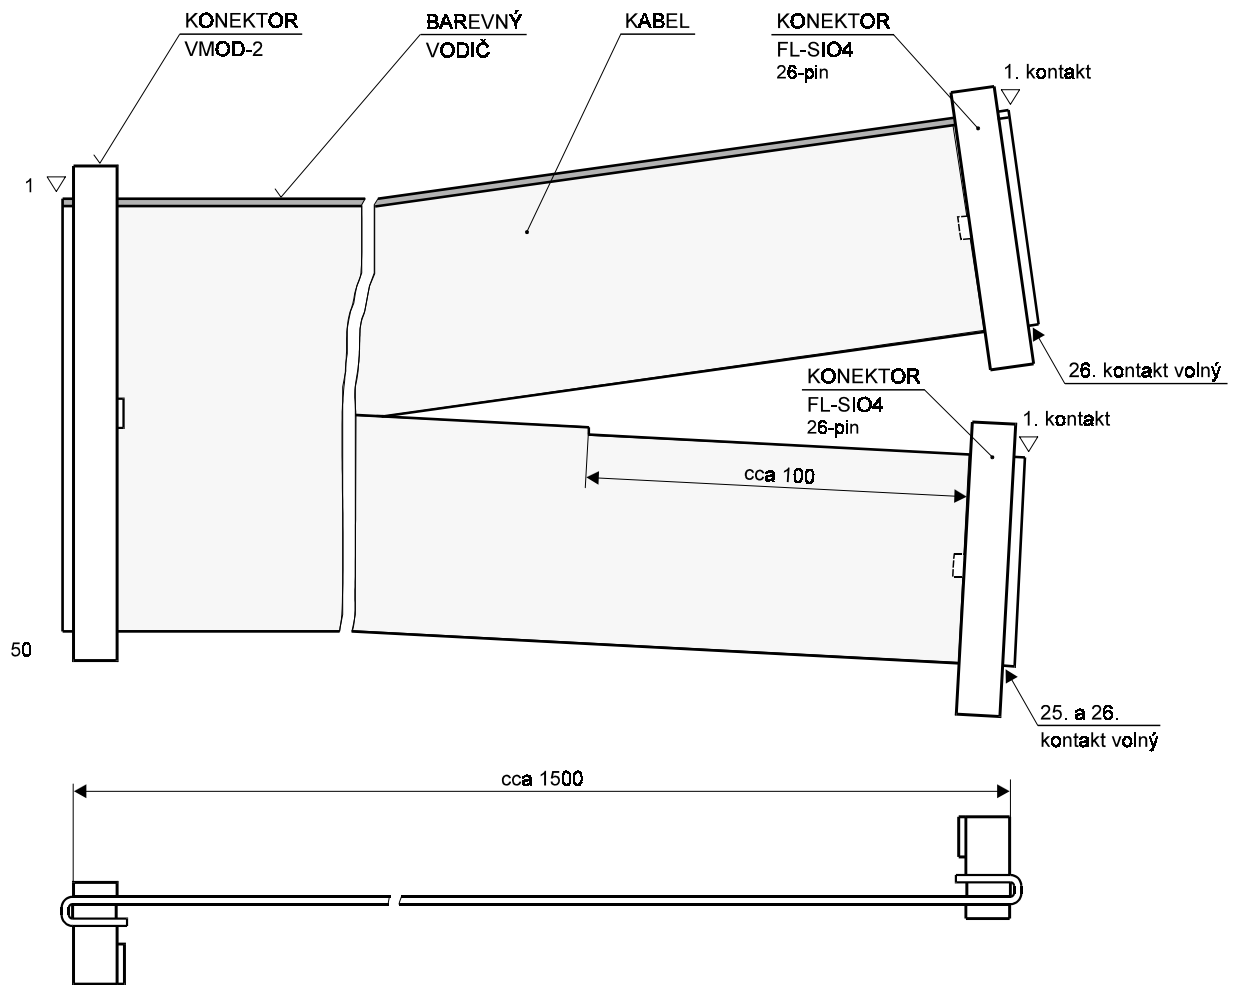 KONEKTOR
VMOD-2
BAREVNÝ
VODIČ
KABEL
KONEKTOR
FL-SIO4
26-pin
1. kontakt
1
26. kontakt volný
KONEKTOR
FL-SIO4
26-pin
1. kontakt
cca 100
50
25. a 26.
kontakt volný
cca 1500